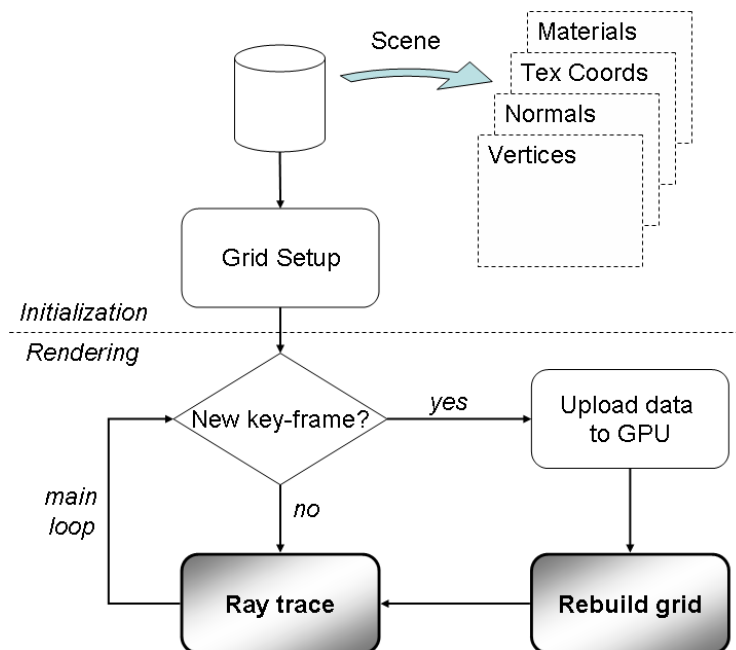 Scene
Materials
Tex Coords
Normals
Vertices
Grid Setup
Initialization
Rendering
New key-frame?
yes
Upload data
to GPU
main
loop
no
Ray trace
Rebuild grid